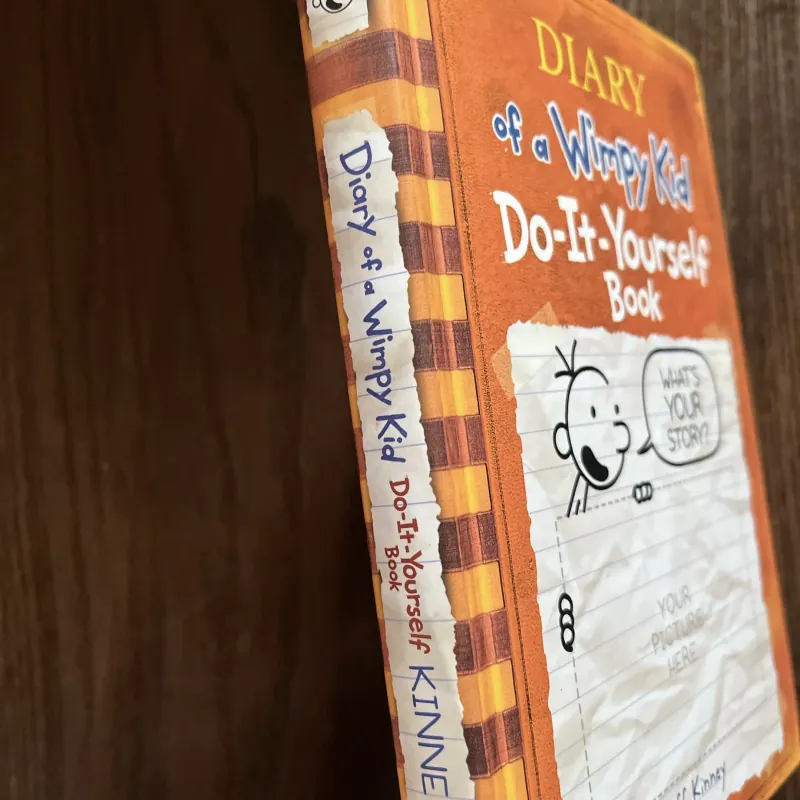 Diary of a Wimpy Kid Do-It-Yourself
Book
KINNE
DIARY
of a Wimpy Kid
Do-It-Yourself
Book
WHAT'S
YOUR
STORY?
YOUR
PICTURE
HERE
Kinney